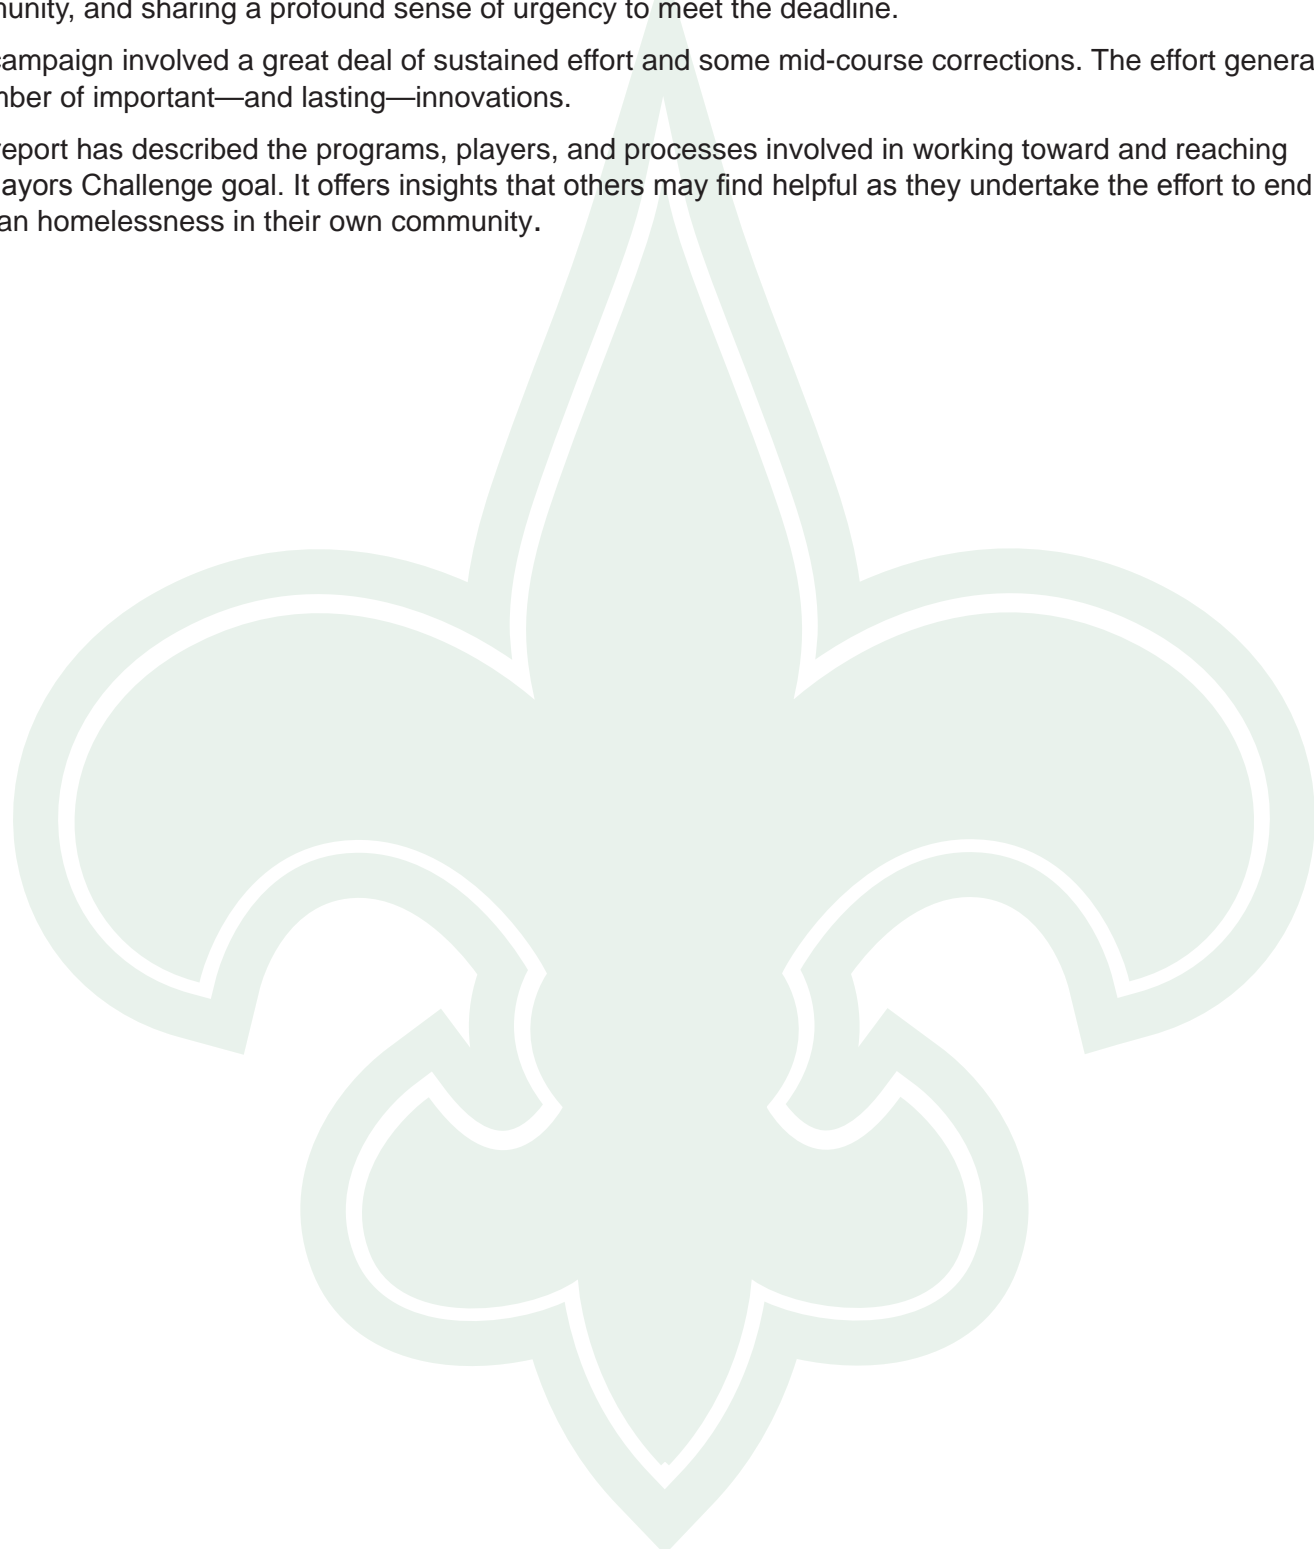 munity, and sharing a profound sense of urgency to meet the deadline.
campaign involved a great deal of sustained effort and some mid-course corrections. The effort genera
mber of important—and lasting—innovations.
report has described the programs, players, and processes involved in working toward and reaching
ayors Challenge goal. It offers insights that others may find helpful as they undertake the effort to end
an homelessness in their own community.